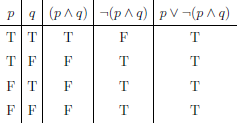 p q (p ∧ q) ¬(p ∧ q) p ∨ ¬(p ∧ q)
T T T F T
T F F T T
F T F T T
F F F T T